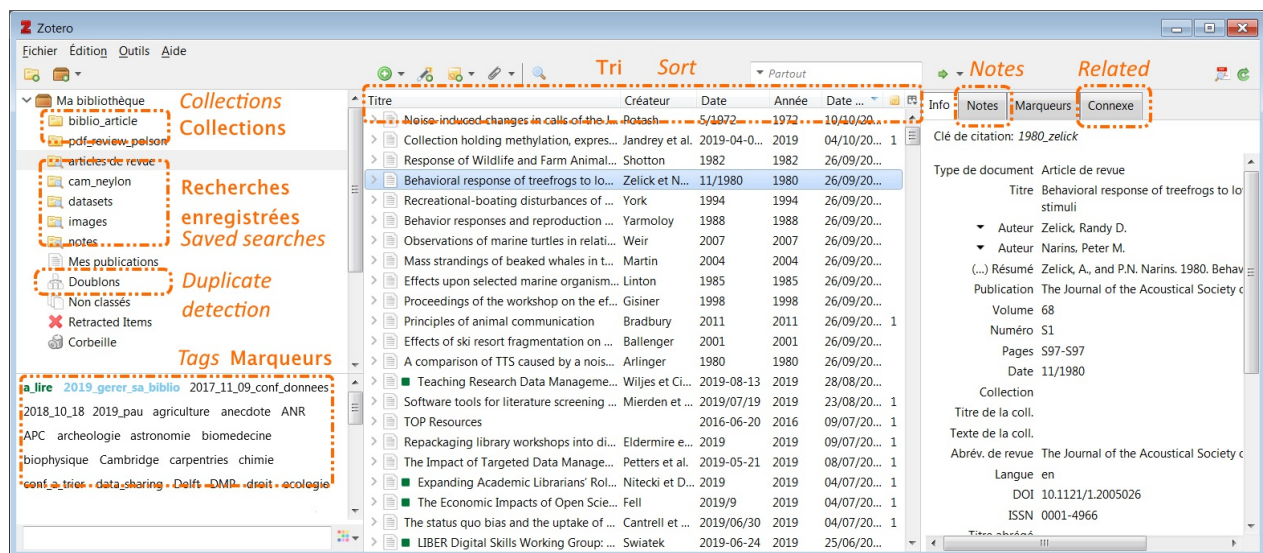 Zotero
Fichier Édition Outils Aide
Tri Sort
Partout
Notes Related
Ma bibliothèque
biblio_article
pdf_review_polson
articles de revue
cam_neylon
datasets
images
notes
Mes publications
Doublons
Non classés
Retracted Items
Corbeille
Collections
Collections
Recherches
enregistrées
Saved searches
Duplicate
detection
Tags Marqueurs
a_lire 2019_gerer_sa_biblio 2017_11_09_conf_donnees
2018_10_18 2019_pau agriculture anecdote ANR
APC archeologie astronomie biomedecine
biophysique Cambridge carpentries chimie
conf_a_trier data_sharing Delft DMP droit ecologie
Titre Créateur Date Année Date ...
Noise-induced changes in calls of the J... Potash 5/1972 1972 10/10/20...
Collection holding methylation, expres... Jandrey et al. 2019-04-0... 2019 04/10/20... 1
Response of Wildlife and Farm Animal... Shotton 1982 1982 26/09/20...
Behavioral response of treefrogs to lo... Zelick et N... 11/1980 1980 26/09/20...
Recreational-boating disturbances of ... York 1994 1994 26/09/20...
Behavior responses and reproduction ... Yarmoloy 1988 1988 26/09/20...
Observations of marine turtles in relati... Weir 2007 2007 26/09/20...
Mass strandings of beaked whales in t... Martin 2004 2004 26/09/20...
Effects upon selected marine organism... Linton 1985 1985 26/09/20...
Proceedings of the workshop on the ef... Gisiner 1998 1998 26/09/20...
Principles of animal communication Bradbury 2011 2011 26/09/20... 1
Effects of ski resort fragmentation on ... Ballenger 2001 2001 26/09/20...
A comparison of TTS caused by a nois... Arlinger 1980 1980 26/09/20...
Teaching Research Data Manageme... Wiljes et Ci... 2019-08-13 2019 28/08/20...
Software tools for literature screening ... Mierden et ... 2019/07/19 2019 23/08/20... 1
TOP Resources 2016-06-20 2016 09/07/20... 1
Repackaging library workshops into di... Eldermire e... 2019 2019 09/07/20... 1
The Impact of Targeted Data Manage... Petters et al. 2019-05-21 2019 08/07/20... 1
Expanding Academic Librarians' Rol... Nitecki et D... 2019 2019 04/07/20... 1
The Economic Impacts of Open Scie... Fell 2019/9 2019 04/07/20... 1
The status quo bias and the uptake of ... Cantrell et ... 2019/06/30 2019 04/07/20... 1
LIBER Digital Skills Working Group: ... Swiatek 2019-06-24 2019 25/06/20...
Info Notes Marqueurs Connexe
Clé de citation: 1980_zelick
Type de document Article de revue
Titre Behavioral response of treefrogs to lo
stimuli
Auteur Zelick, Randy D.
Auteur Narins, Peter M.
(...) Résumé Zelick, A., and P.N. Narins. 1980. Behav
Publication The Journal of the Acoustical Society
Volume 68
Numéro S1
Pages S97-S97
Date 11/1980
Collection
Titre de la coll.
Texte de la coll.
Abrév. de revue The Journal of the Acoustical Society
Langue en
DOI 10.1121/1.2005026
ISSN 0001-4966
Titre abrégé